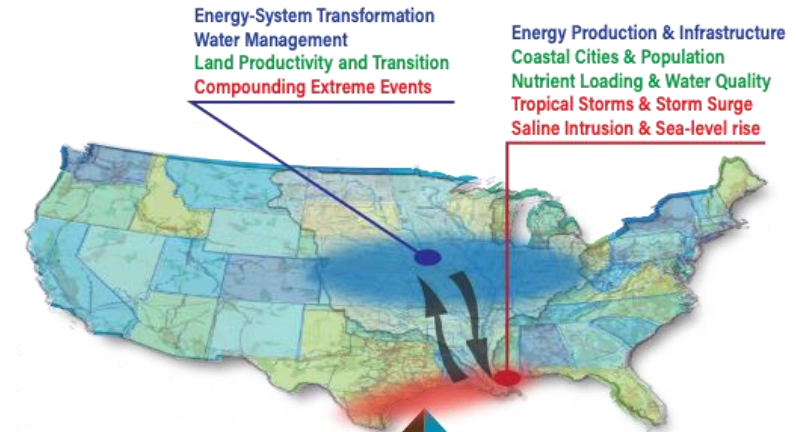 Energy-System Transformation
Water Management
Land Productivity and Transition
Compounding Extreme Events
Energy Production & Infrastructure
Coastal Cities & Population
Nutrient Loading & Water Quality
Tropical Storms & Storm Surge
Saline Intrusion & Sea-level rise